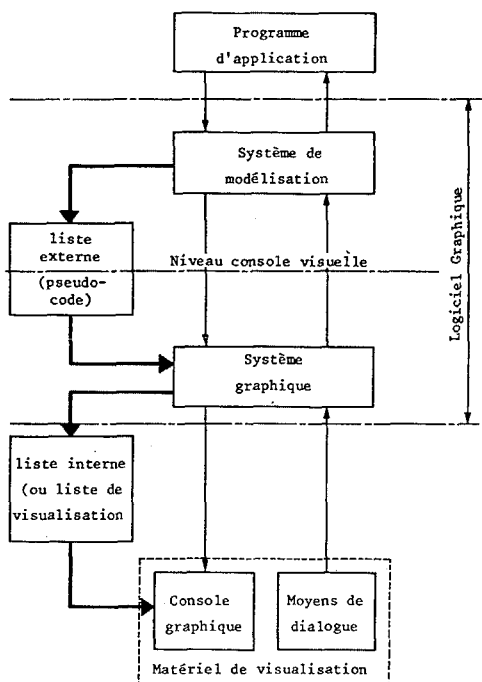 Programme
d'application
Système de
modélisation
liste
externe
(pseudo-
code)
Niveau console visuelle
Logiciel Graphique
Système
graphique
liste interne
(ou liste de
visualisation
Console
graphique
Moyens de
dialogue
Matériel de visualisation